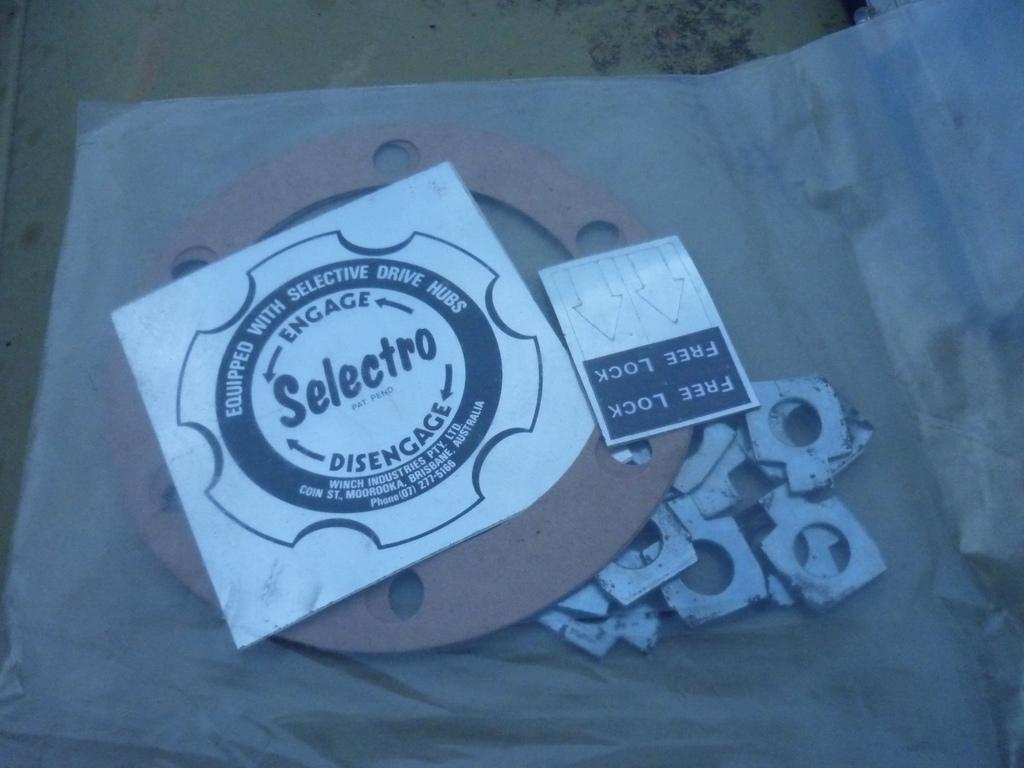 EQUIPPED WITH SELECTIVE DRIVE HUBS
ENGAGE
Selectro
PAT. PEND.
DISENGAGE
WINCH INDUSTRIES PTY. LTD.
COIN ST., MOOROOKA, BRISBANE, AUSTRALIA
Phone (07) 277-5166
FREE LOCK
FREE LOCK